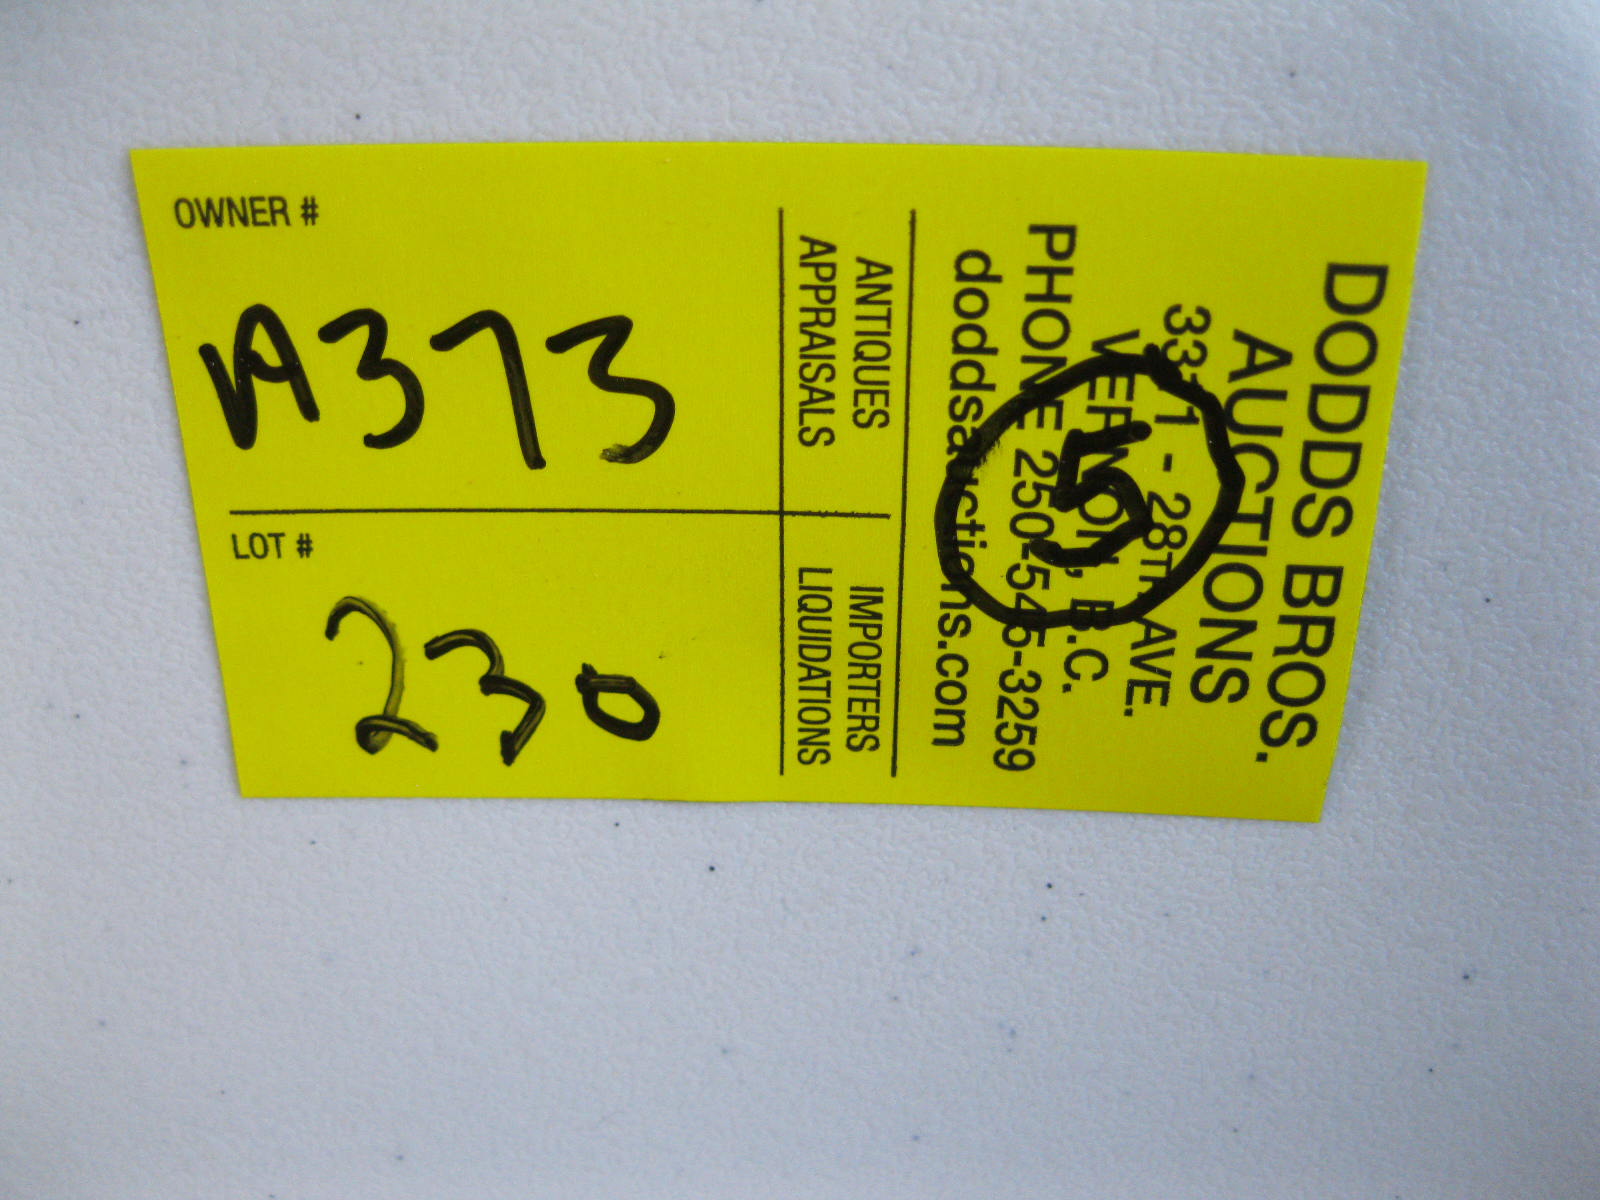 OWNER #
A373
LOT #
230
ANTIQUES
APPRAISALS
IMPORTERS
LIQUIDATIONS
DODDS BROS.
AUCTIONS
28TH AVE.
VERNON, B.C.
PHONE 250-545-3259
doddsauctions.com
5